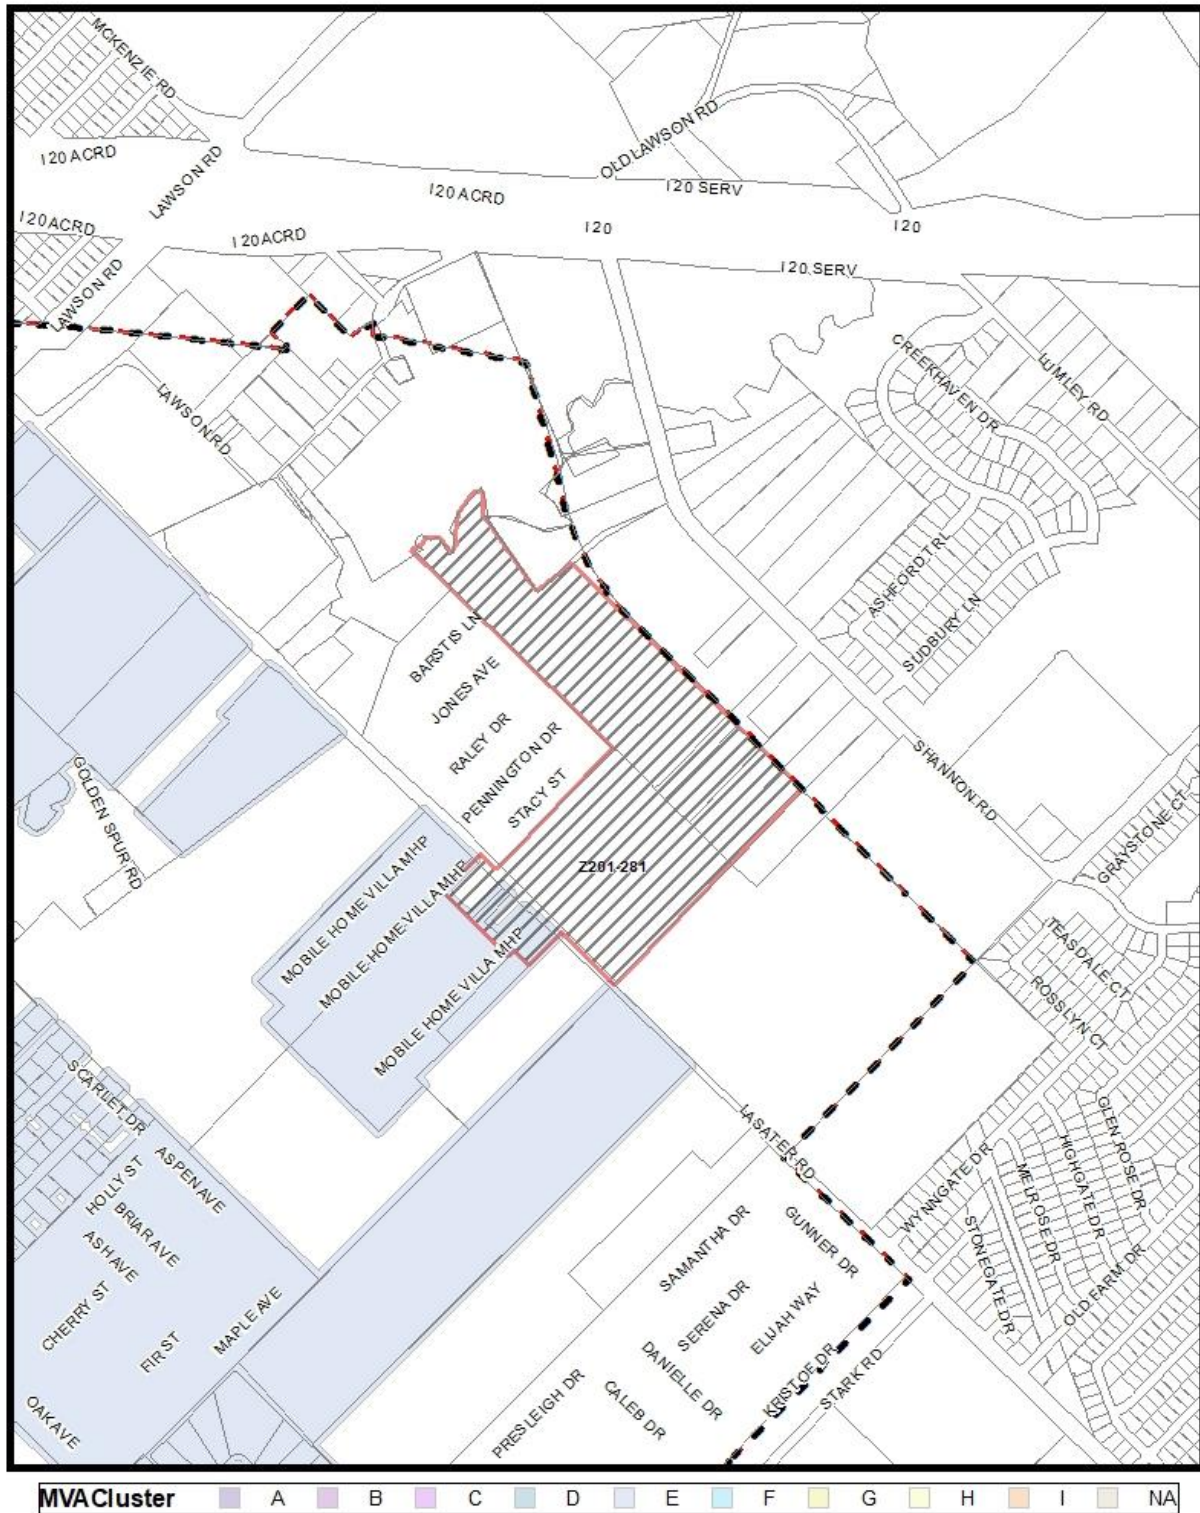 MCKENZIE RD
OLD LAWSON RD
I 20 ACRD
LAWSON RD
I 20 ACRD
I 20 SERV
I 20 ACRD
I 20 ACRD
I 20
I 20
I 20 SERV
LAWSON RD
LAWSON RD
CREEKHAVEN DR
LUMLEY RD
ASHFORD TRL
SUDBURY LN
BARSTIS LN
JONES AVE
RALEY DR
PENNINGTON DR
STACY ST
SHANNON RD
GOLDEN SPUR RD
GRAYSTONE CT
Z201-281
MOBILE HOME VILLA MHP
MOBILE HOME VILLA MHP
MOBILE HOME VILLA MHP
TEASDALE CT
ROSSLYN CT
SCARLET DR
LASATER RD
GLEN ROSE DR
HIGHGATE DR
MELROSE DR
WYNNGATE DR
STONEGATE DR
OLD FARM DR
ASPEN AVE
HOLLY ST
BRIAR AVE
ASH AVE
CHERRY ST
FIR ST
MAPLE AVE
OAK AVE
SAMANTHA DR
GUNNER DR
SERENA DR
ELIJAH WAY
DANIELLE DR
CALEB DR
KRISTOF DR
STARK RD
PRESLEIGH DR
MVACluster A B C D E F G H I NA